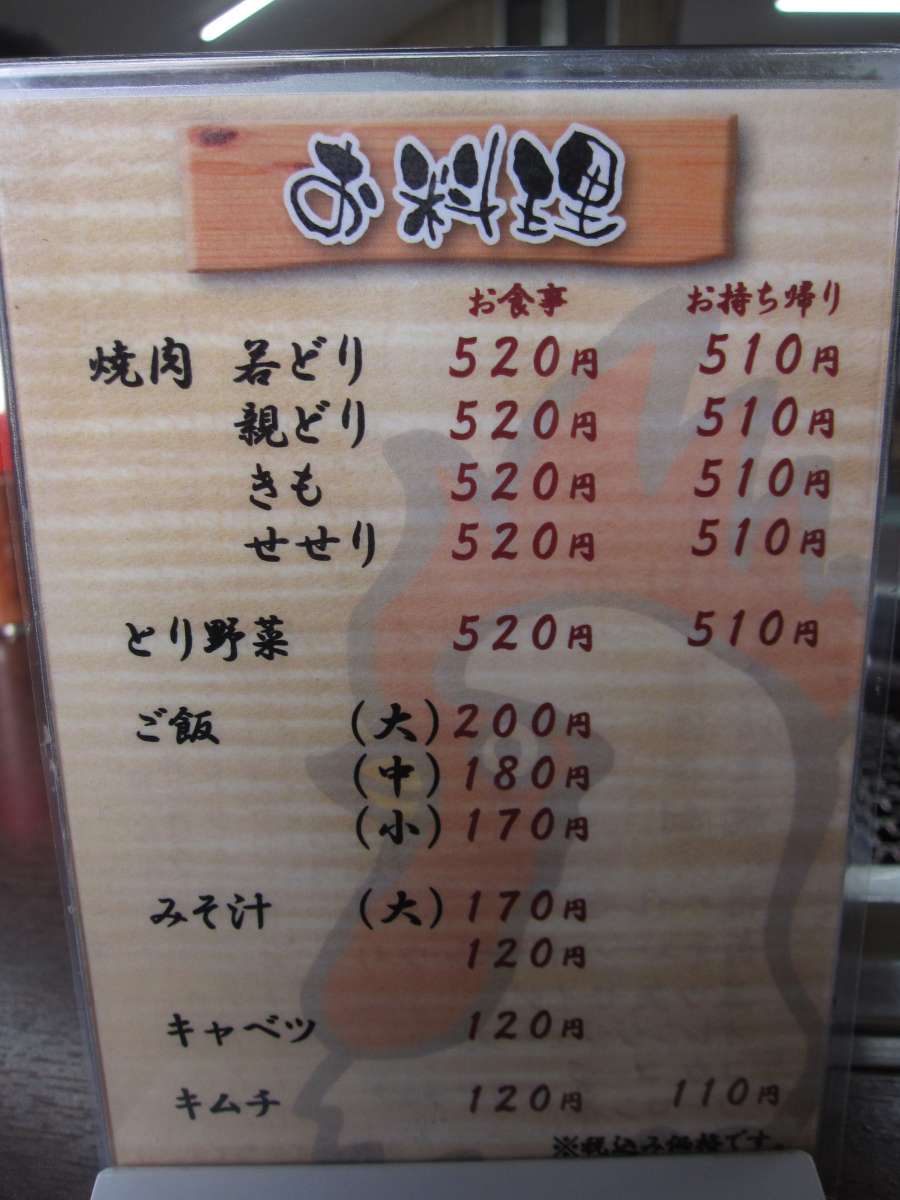 お料理
お食事 お持ち帰り
焼肉 若どり 520円 510円
親どり 520円 510円
きも 520円 510円
せせり 520円 510円
とり野菜 520円 510円
ご飯 (大) 200円
(中) 180円
(小) 170円
みそ汁 (大) 170円
120円
キャベツ 120円
キムチ 120円 110円
※税込み価格です。